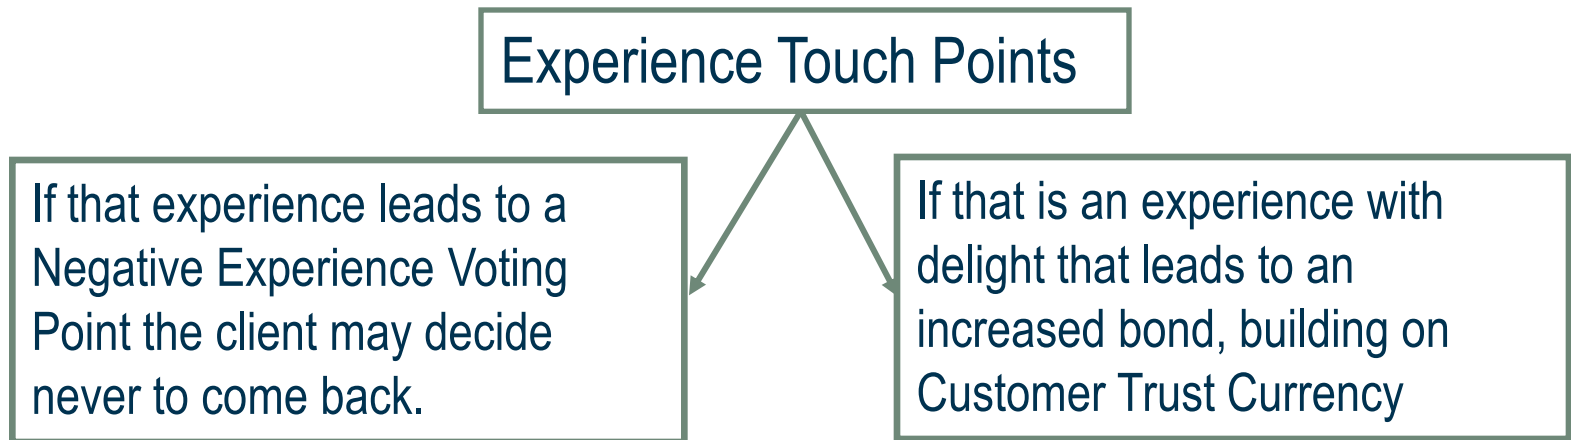 Experience Touch Points
If that experience leads to a
Negative Experience Voting
Point the client may decide
never to come back.
If that is an experience with
delight that leads to an
increased bond, building on
Customer Trust Currency